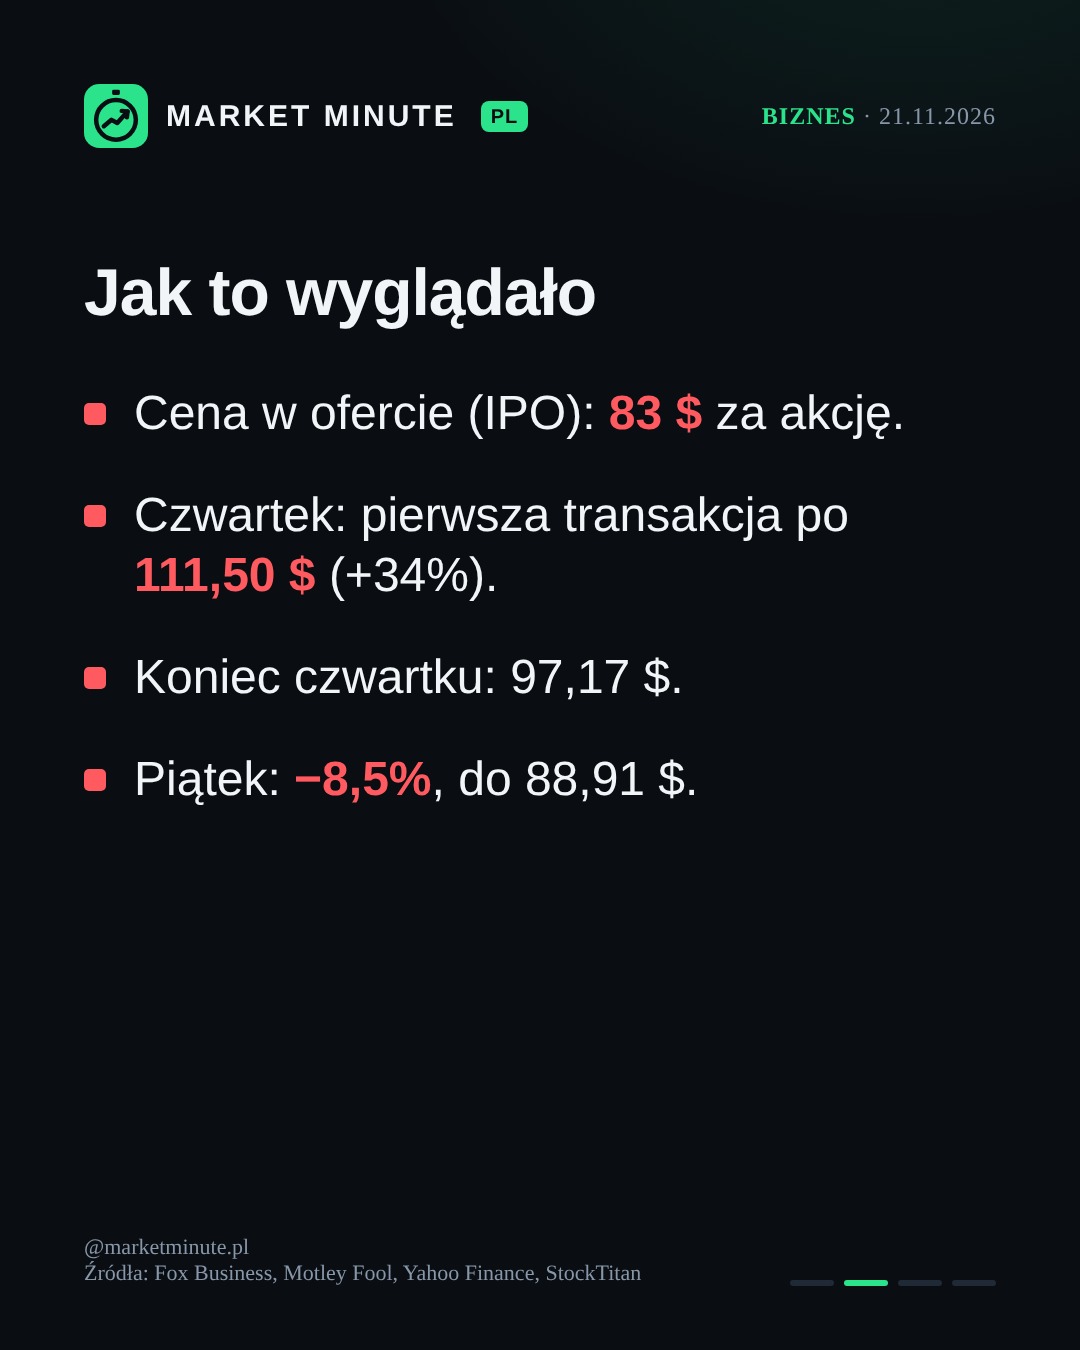 MARKET MINUTE PL
BIZNES · 21.11.2026
Jak to wyglądało
Cena w ofercie (IPO): 83 $ za akcję.
Czwartek: pierwsza transakcja po
111,50 $ (+34%).
Koniec czwartku: 97,17 $.
Piątek: −8,5%, do 88,91 $.
@marketminute.pl
Źródła: Fox Business, Motley Fool, Yahoo Finance, StockTitan